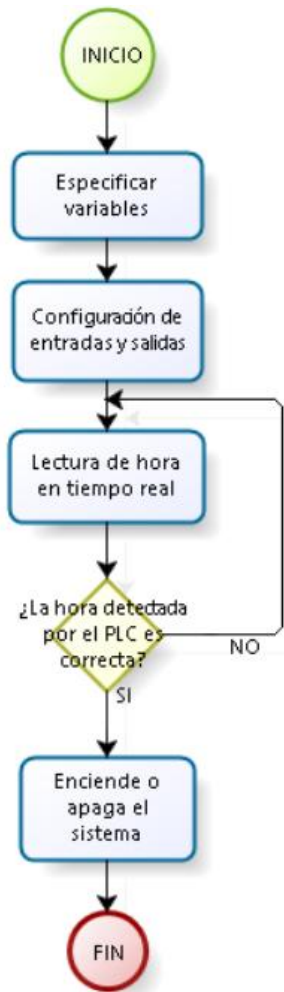 INICIO
Especificar
variables
Configuración de
entradas y salidas
Lectura de hora
en tiempo real
¿La hora detectada
por el PLC es
correcta?
NO
SI
Enciende o
apaga el
sistema
FIN